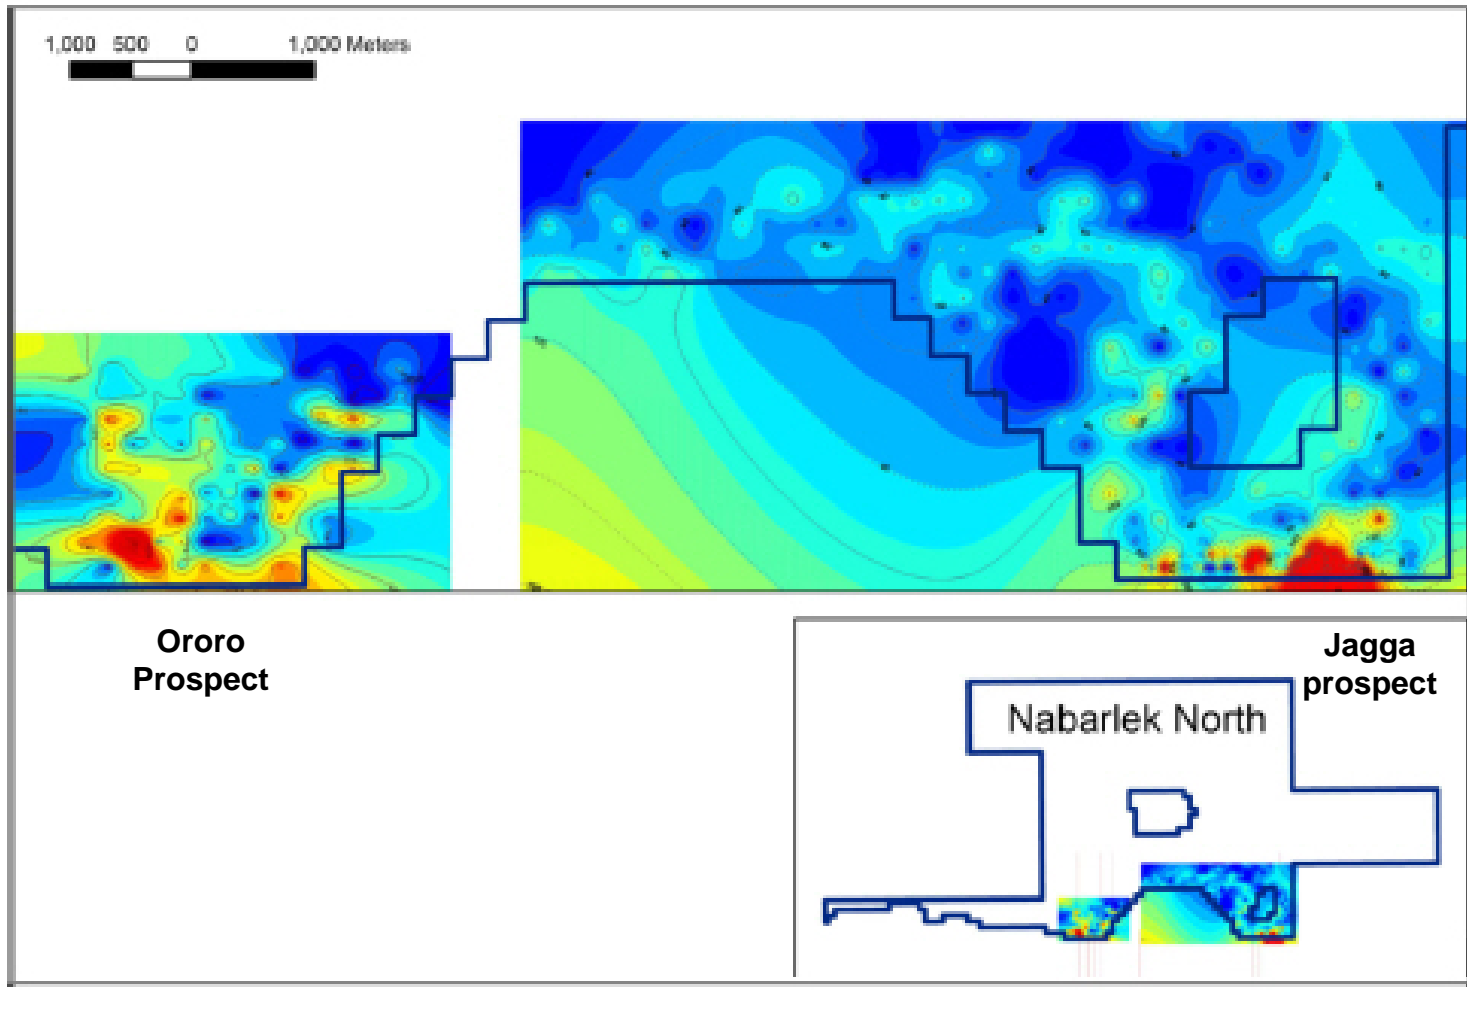 1,000 500 0 1,000 Meters
Ororo
Prospect
Jagga
prospect
Nabarlek North